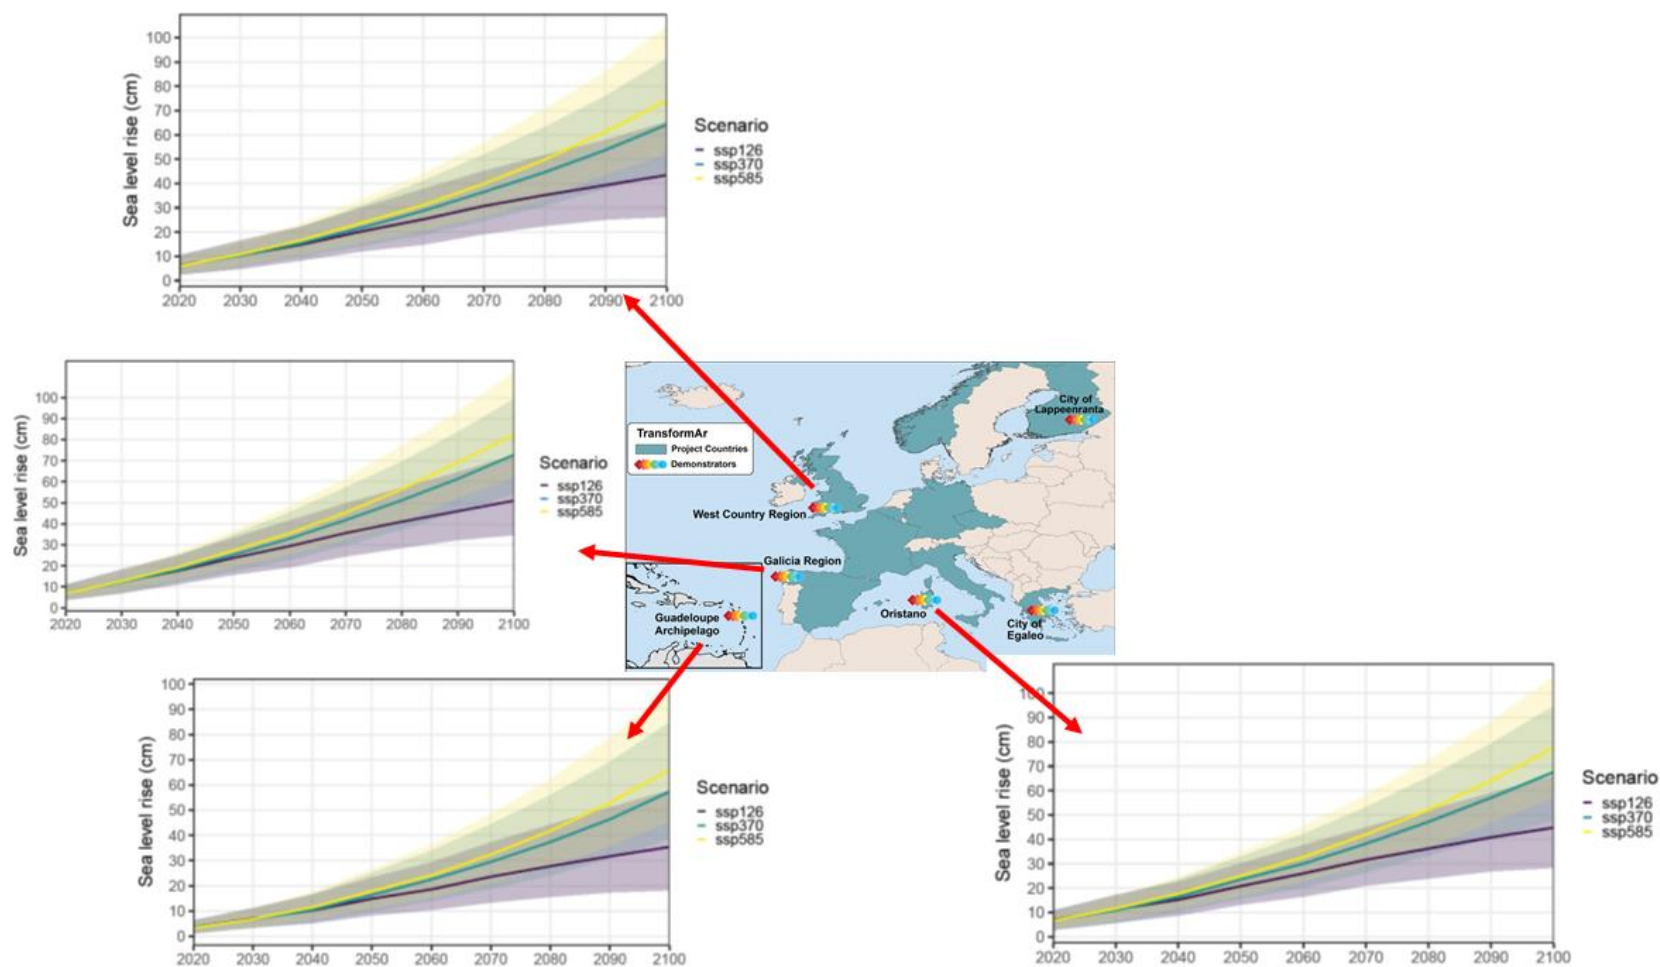 Sea level rise (cm)
100
90
80
70
60
50
40
30
20
10
0
2020 2030 2040 2050 2060 2070 2080 2090 2100
Scenario
ssp126
ssp370
ssp585
Sea level rise (cm)
100
90
80
70
60
50
40
30
20
10
0
2020 2030 2040 2050 2060 2070 2080 2090 2100
Scenario
ssp126
ssp370
ssp585
TransformAr
Project Countries
Demonstrators
City of
Lappeenranta
West Country Region
Galicia Region
Guadeloupe
Archipelago
Oristano
City of
Egaleo
Sea level rise (cm)
100
90
80
70
60
50
40
30
20
10
0
2020 2030 2040 2050 2060 2070 2080 2090 2100
Scenario
ssp126
ssp370
ssp585
Sea level rise (cm)
100
90
80
70
60
50
40
30
20
10
0
2020 2030 2040 2050 2060 2070 2080 2090 2100
Scenario
ssp126
ssp370
ssp585